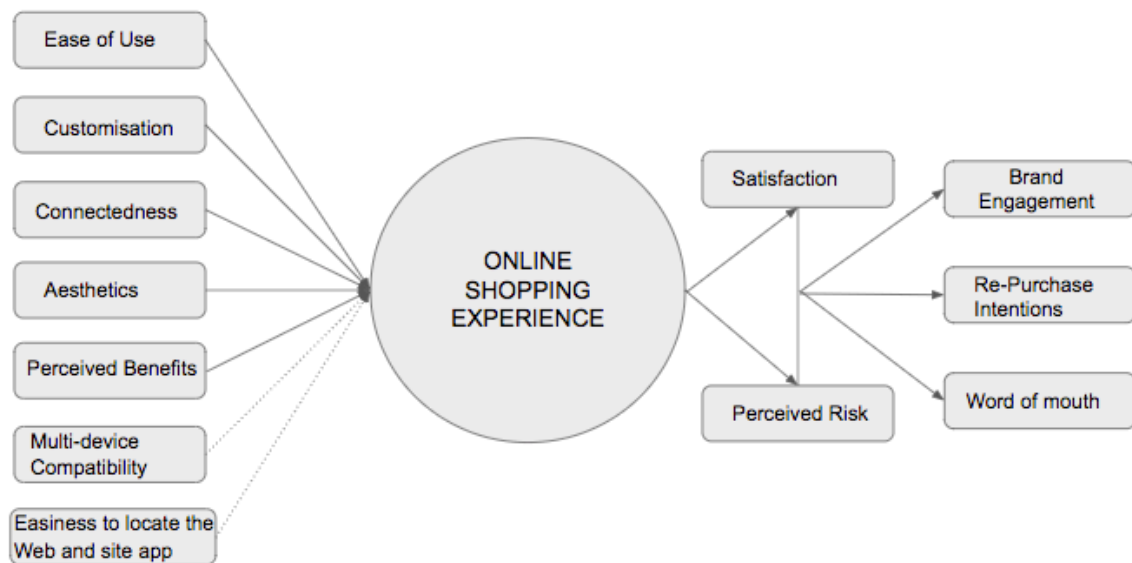 Ease of Use
Customisation
Connectedness
Aesthetics
Perceived Benefits
Multi-device
Compatibility
Easiness to locate the
Web and site app
ONLINE
SHOPPING
EXPERIENCE
Satisfaction
Perceived Risk
Brand
Engagement
Re-Purchase
Intentions
Word of mouth